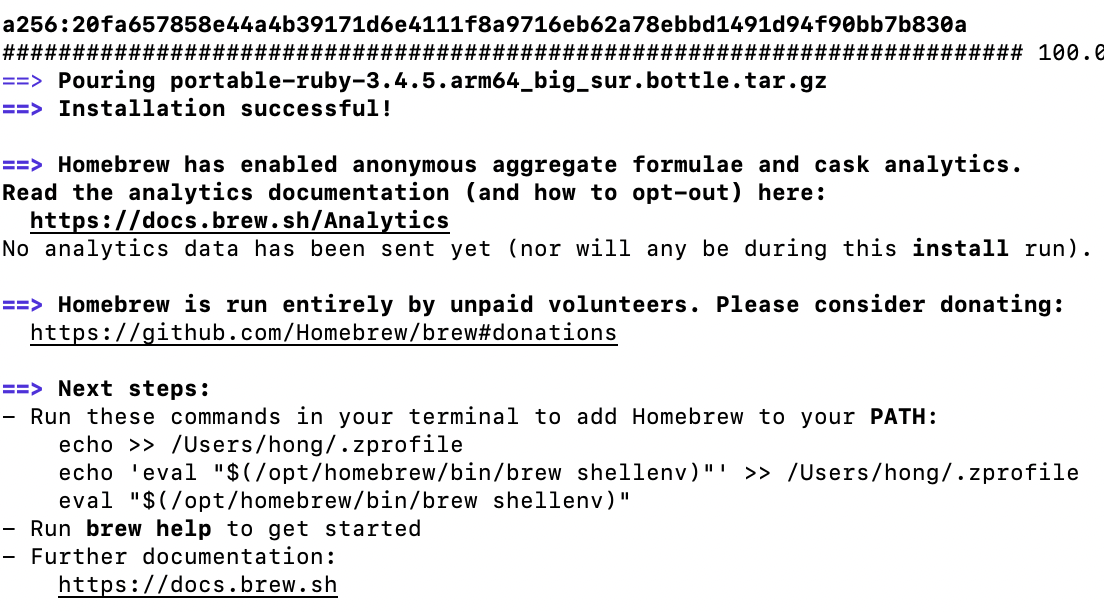 a256:20fa657858e44a4b39171d6e4111f8a9716eb62a78ebbd1491d94f90bb7b830a
######################################################################### 100.0
==> Pouring portable-ruby-3.4.5.arm64_big_sur.bottle.tar.gz
==> Installation successful!

==> Homebrew has enabled anonymous aggregate formulae and cask analytics.
Read the analytics documentation (and how to opt-out) here:
  https://docs.brew.sh/Analytics
No analytics data has been sent yet (nor will any be during this install run).

==> Homebrew is run entirely by unpaid volunteers. Please consider donating:
  https://github.com/Homebrew/brew#donations

==> Next steps:
- Run these commands in your terminal to add Homebrew to your PATH:
    echo >> /Users/hong/.zprofile
    echo 'eval "$(/opt/homebrew/bin/brew shellenv)"' >> /Users/hong/.zprofile
    eval "$(/opt/homebrew/bin/brew shellenv)"
- Run brew help to get started
- Further documentation:
    https://docs.brew.sh